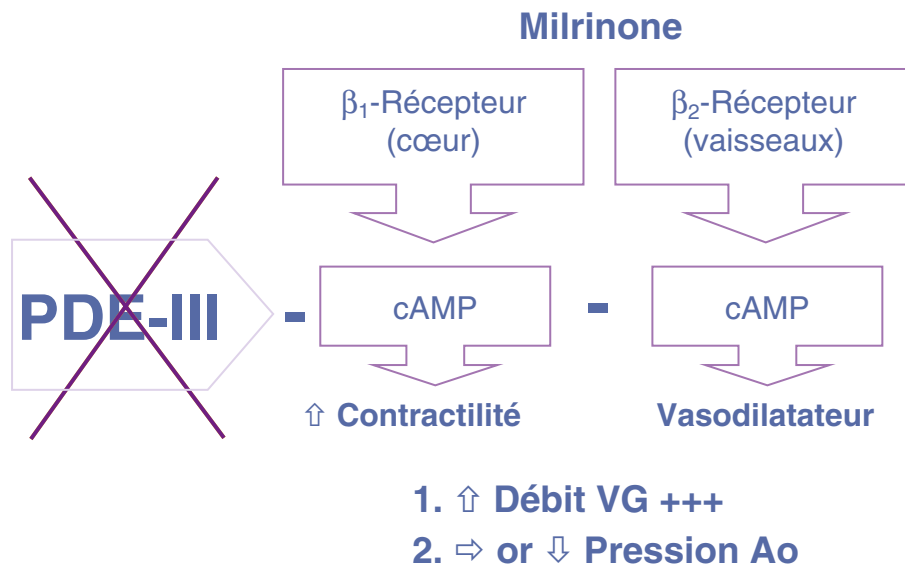 Milrinone
β₁-Récepteur
(cœur)
β₂-Récepteur
(vaisseaux)
PDE-III
-
cAMP
-
cAMP
⇧ Contractilité
Vasodilatateur
1. ⇧ Débit VG +++
2. ⇨ or ⇩ Pression Ao